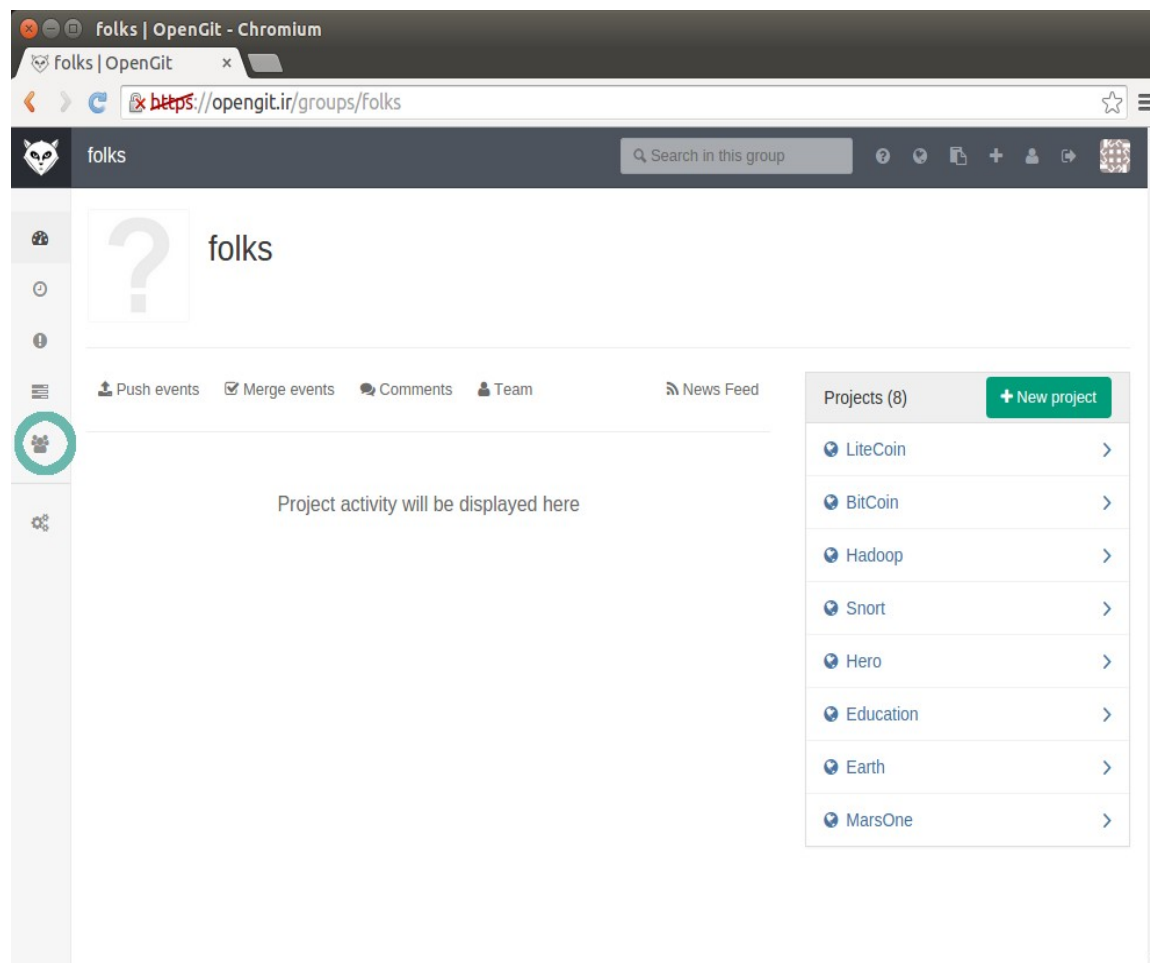 folks | OpenGit - Chromium
folks | OpenGit
https://opengit.ir/groups/folks
folks
Search in this group
folks
Push events Merge events Comments Team News Feed
Projects (8)
New project
LiteCoin
BitCoin
Project activity will be displayed here
Hadoop
Snort
Hero
Education
Earth
MarsOne